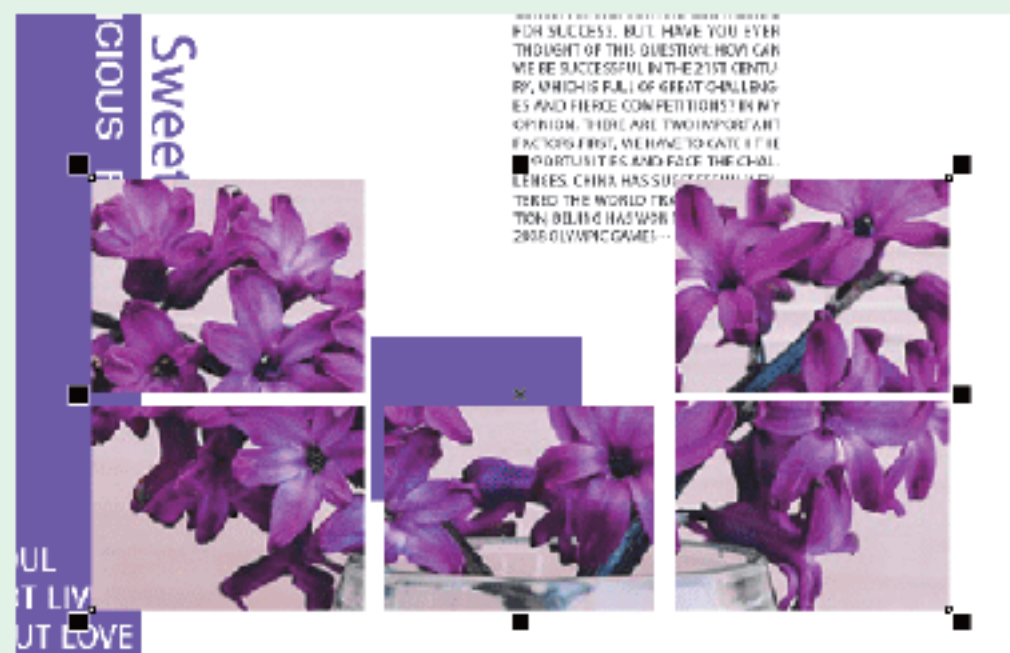 CIOUS
Sweet
FOR SUCCESS. BUT, HAVE YOU EVER
THOUGHT OF THIS QUESTION: HOW CAN
WE BE SUCCESSFUL IN THE 21ST CENTU-
RY, WHICH IS FULL OF GREAT CHALLENG-
ES AND FIERCE COMPETITIONS? IN MY
OPINION, THERE ARE TWO IMPORTANT
FACTORS.FIRST, WE HAVE TO CATCH THE
PORTUNITIES AND FACE THE CHAL-
LENGES. CHINA HAS
TERED THE WORLD
TION. BEIJING HAS WON
2008 OLYMPIC GAMES···
OUL
LIV
UT LOVE